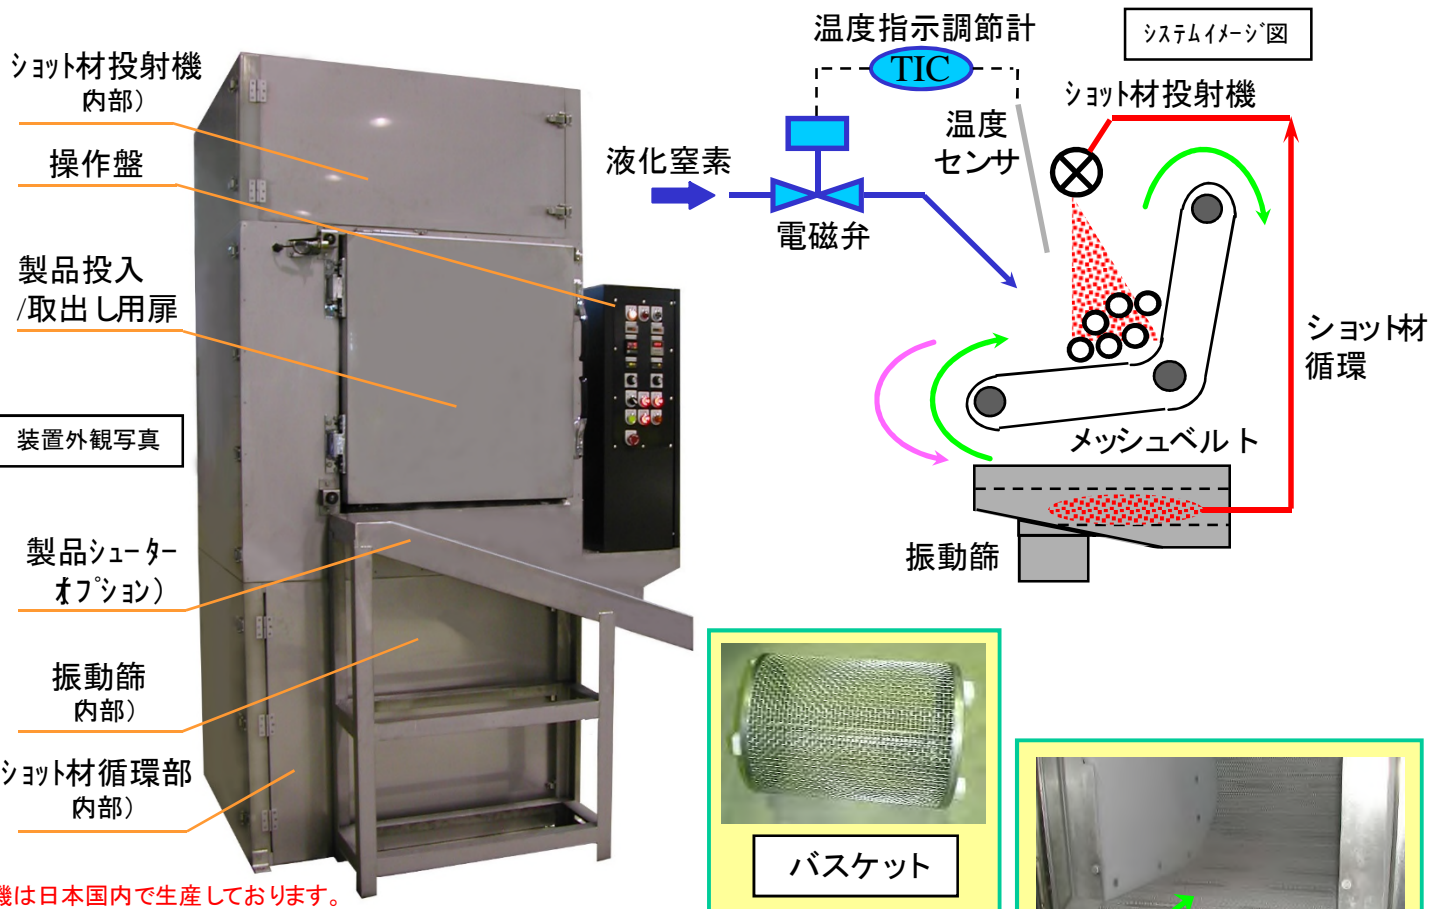 ショット材投射機
内部）
操作盤
製品投入
/取出し用扉
装置外観写真
製品シューター
オプション）
振動篩
内部）
ショット材循環部
内部）
機は日本国内で生産しております。
システムイメージ図
温度指示調節計
TIC
ショット材投射機
温度
センサ
液化窒素
電磁弁
ショット材
循環
メッシュベルト
振動篩
バスケット